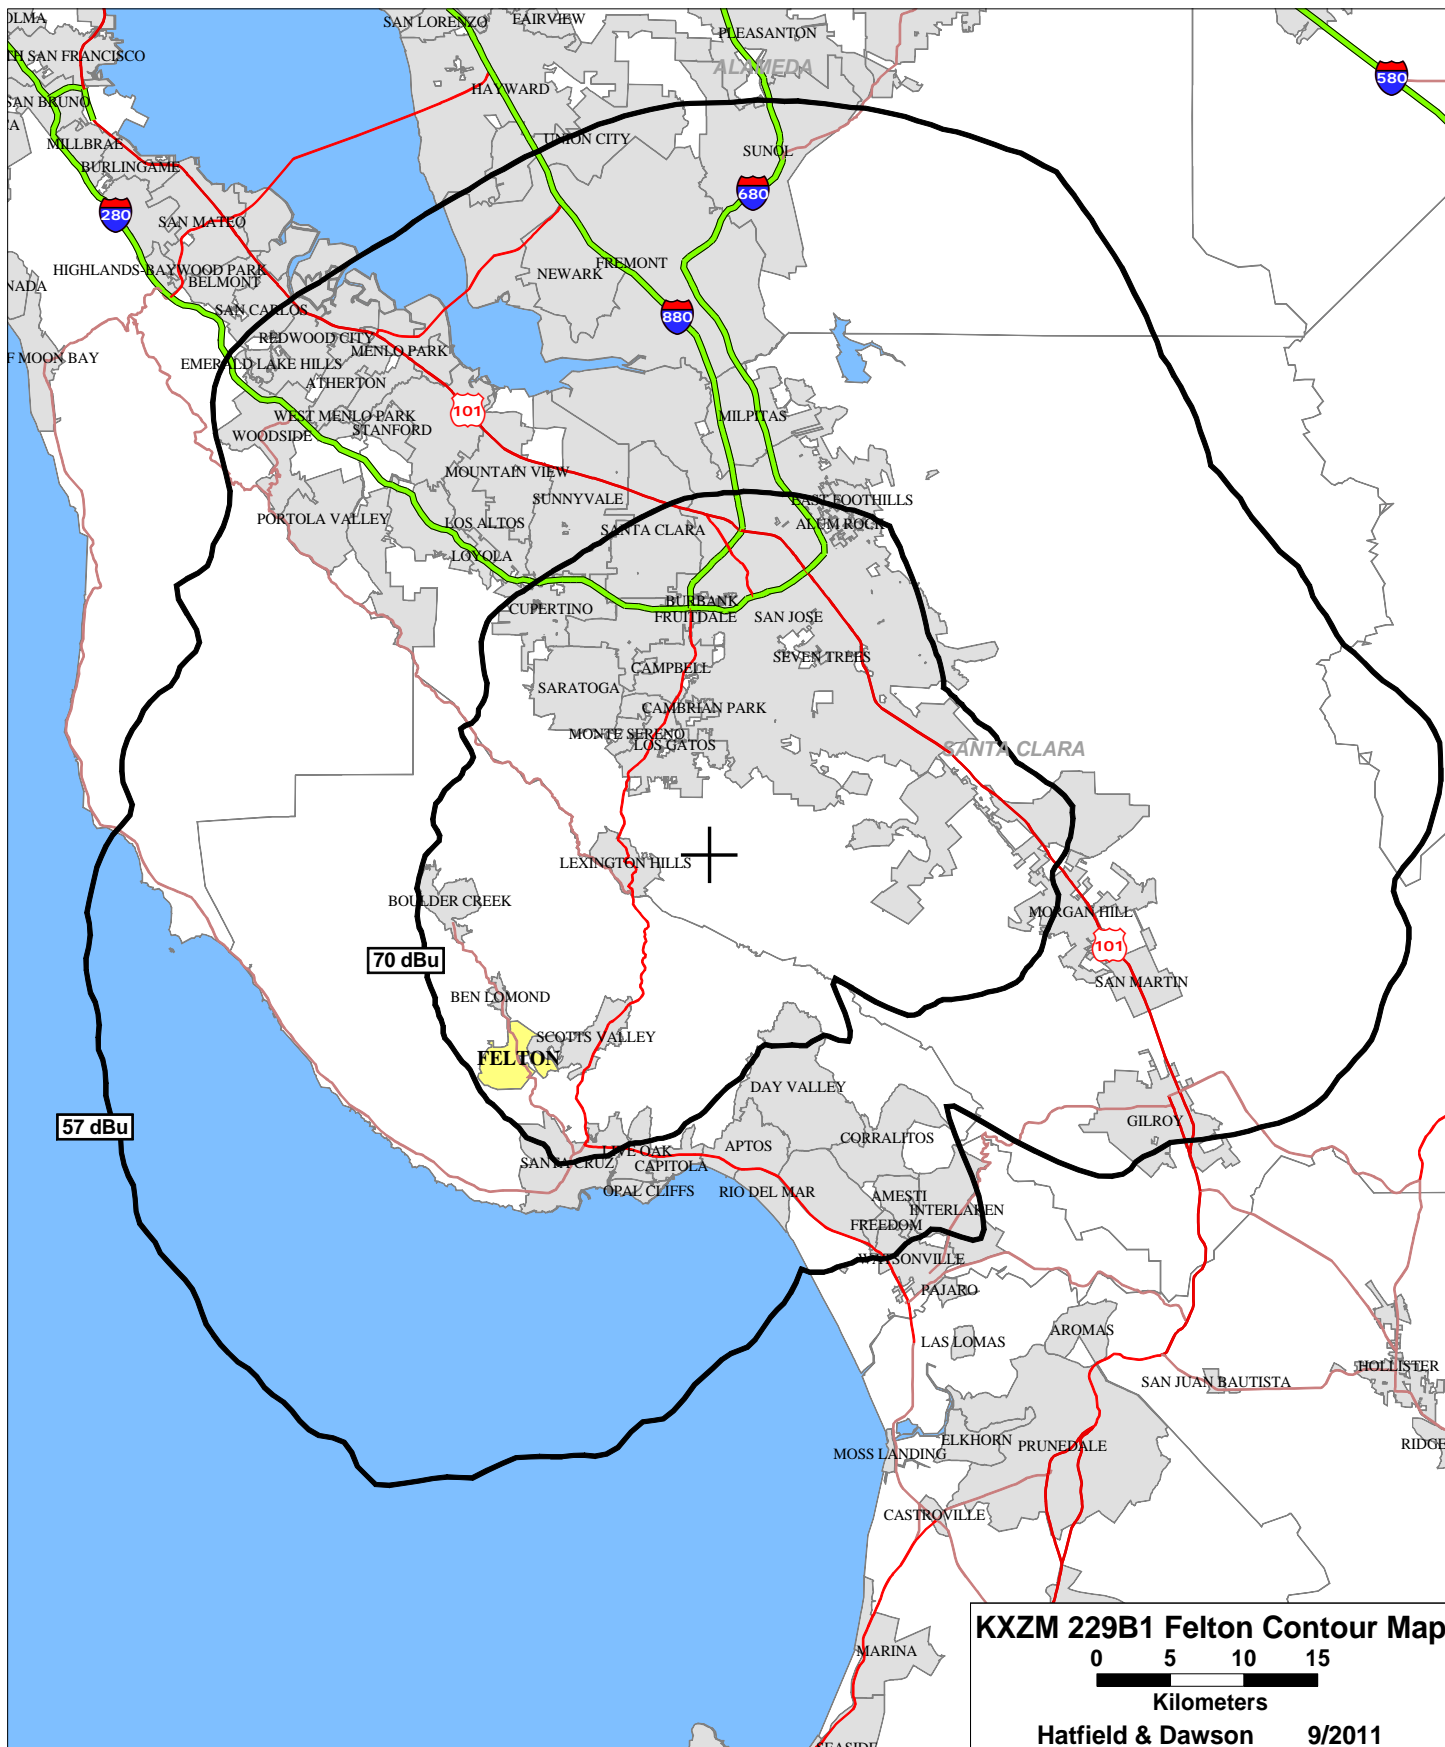 OLMA
SAN LORENZO
FAIRVIEW
PLEASANTON
TH SAN FRANCISCO
ALAMEDA
580
HAYWARD
SAN BRUNO
TA
MILLBRAE
UNION CITY
SUNOL
BURLINGAME
680
280
SAN MATEO
HIGHLANDS-BAYWOOD PARK
FREMONT
NEWARK
BELMONT
NADA
SAN CARLOS
880
REDWOOD CITY
MENLO PARK
F MOON BAY
EMERALD LAKE HILLS
ATHERTON
101
WEST MENLO PARK
MILPITAS
STANFORD
WOODSIDE
MOUNTAIN VIEW
SUNNYVALE
EAST FOOTHILLS
PORTOLA VALLEY
LOS ALTOS
ALUM ROCK
SANTA CLARA
LOYOLA
CUPERTINO
BURBANK
FRUITDALE
SAN JOSE
SEVEN TREES
CAMPBELL
SARATOGA
CAMBRIAN PARK
MONTE SERENO
LOS GATOS
SANTA CLARA
LEXINGTON HILLS
BOULDER CREEK
MORGAN HILL
101
70 dBu
SAN MARTIN
BEN LOMOND
SCOTTS VALLEY
FELTON
DAY VALLEY
57 dBu
GILROY
CORRALITOS
APTOS
LIVE OAK
SANTA CRUZ
CAPITOLA
OPAL CLIFFS
RIO DEL MAR
AMESTI
INTERLAKEN
FREEDOM
WATSONVILLE
PAJARO
AROMAS
LAS LOMAS
HOLLISTER
SAN JUAN BAUTISTA
ELKHORN
PRUNEDALE
RIDGE
MOSS LANDING
CASTROVILLE
MARINA
SEASIDE
KXZM 229B1 Felton Contour Map
0 5 10 15
Kilometers
Hatfield & Dawson 9/2011